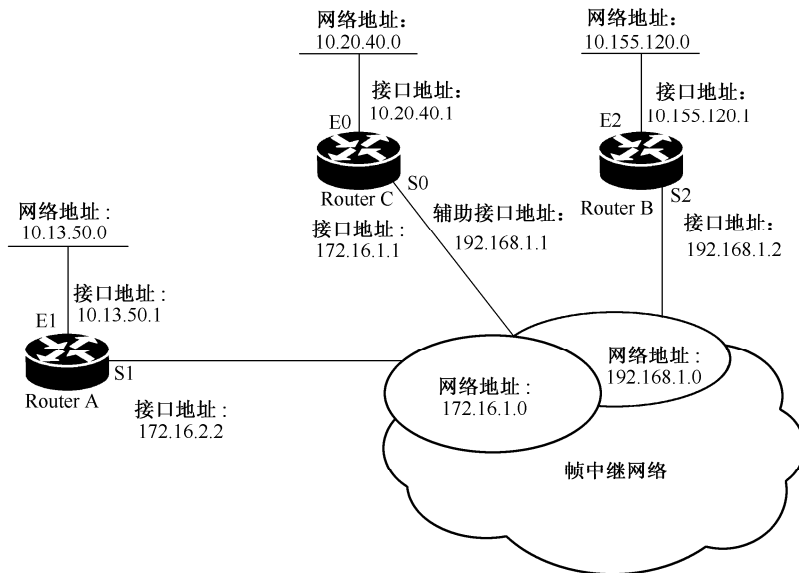 网络地址：
10.20.40.0
网络地址：
10.155.120.0
接口地址：
10.20.40.1
接口地址：
10.155.120.1
E0
E2
Router C
S0
Router B
S2
网络地址：
10.13.50.0
接口地址：
172.16.1.1
辅助接口地址：
192.168.1.1
接口地址：
192.168.1.2
接口地址：
10.13.50.1
E1
S1
Router A
接口地址：
172.16.2.2
网络地址：
192.168.1.0
网络地址：
172.16.1.0
帧中继网络